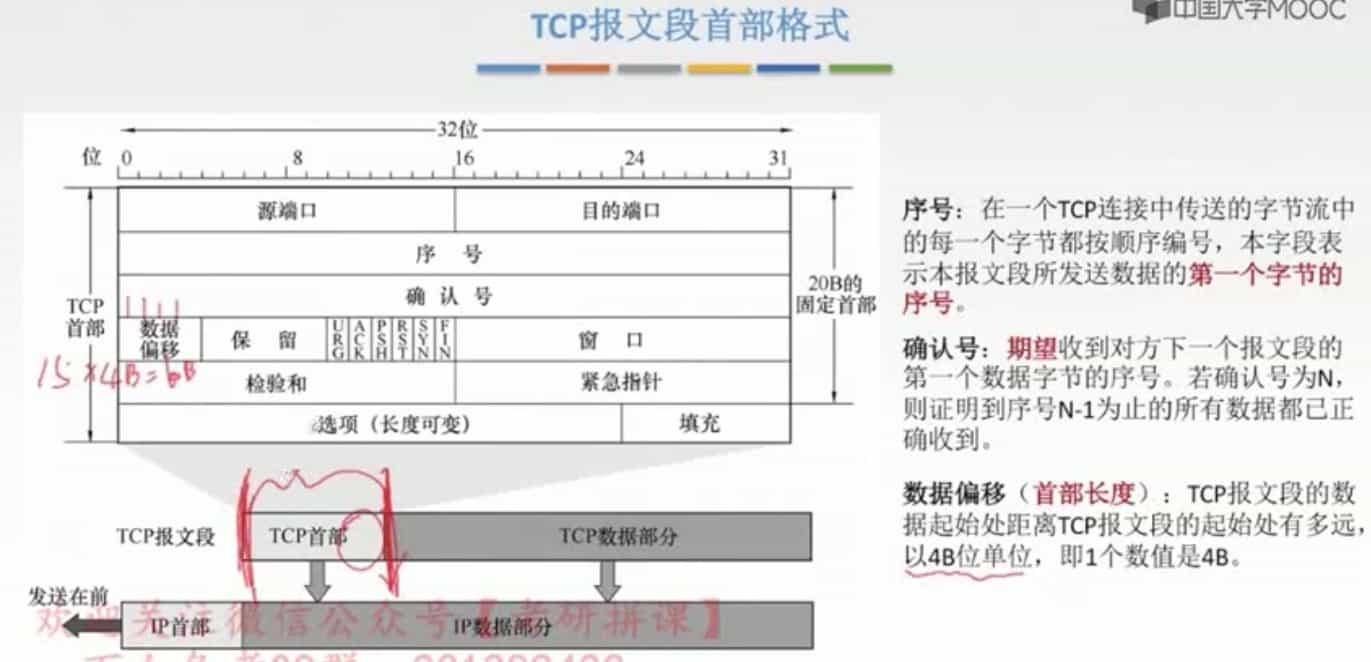 TCP报文段首部格式
中国大学MOOC
32位
位 0 8 16 24 31
源端口 目的端口
序 号
确 认 号
TCP
首部
20B的
固定首部
数据
偏移
保 留
URG
ACK
PSH
RST
SYN
FIN
窗 口
1111
15×4B=60B
检验和 紧急指针
选项（长度可变） 填充
TCP报文段 TCP首部 TCP数据部分
发送在前
IP首部 IP数据部分
欢迎关注微信公众号【考研拼课】
序号：在一个TCP连接中传送的字节流中
的每一个字节都按顺序编号，本字段表
示本报文段所发送数据的第一个字节的
序号。
确认号：期望收到对方下一个报文段的
第一个数据字节的序号。若确认号为N，
则证明到序号N-1为止的所有数据都已正
确收到。
数据偏移（首部长度）：TCP报文段的数
据起始处距离TCP报文段的起始处有多远，
以4B位单位，即1个数值是4B。